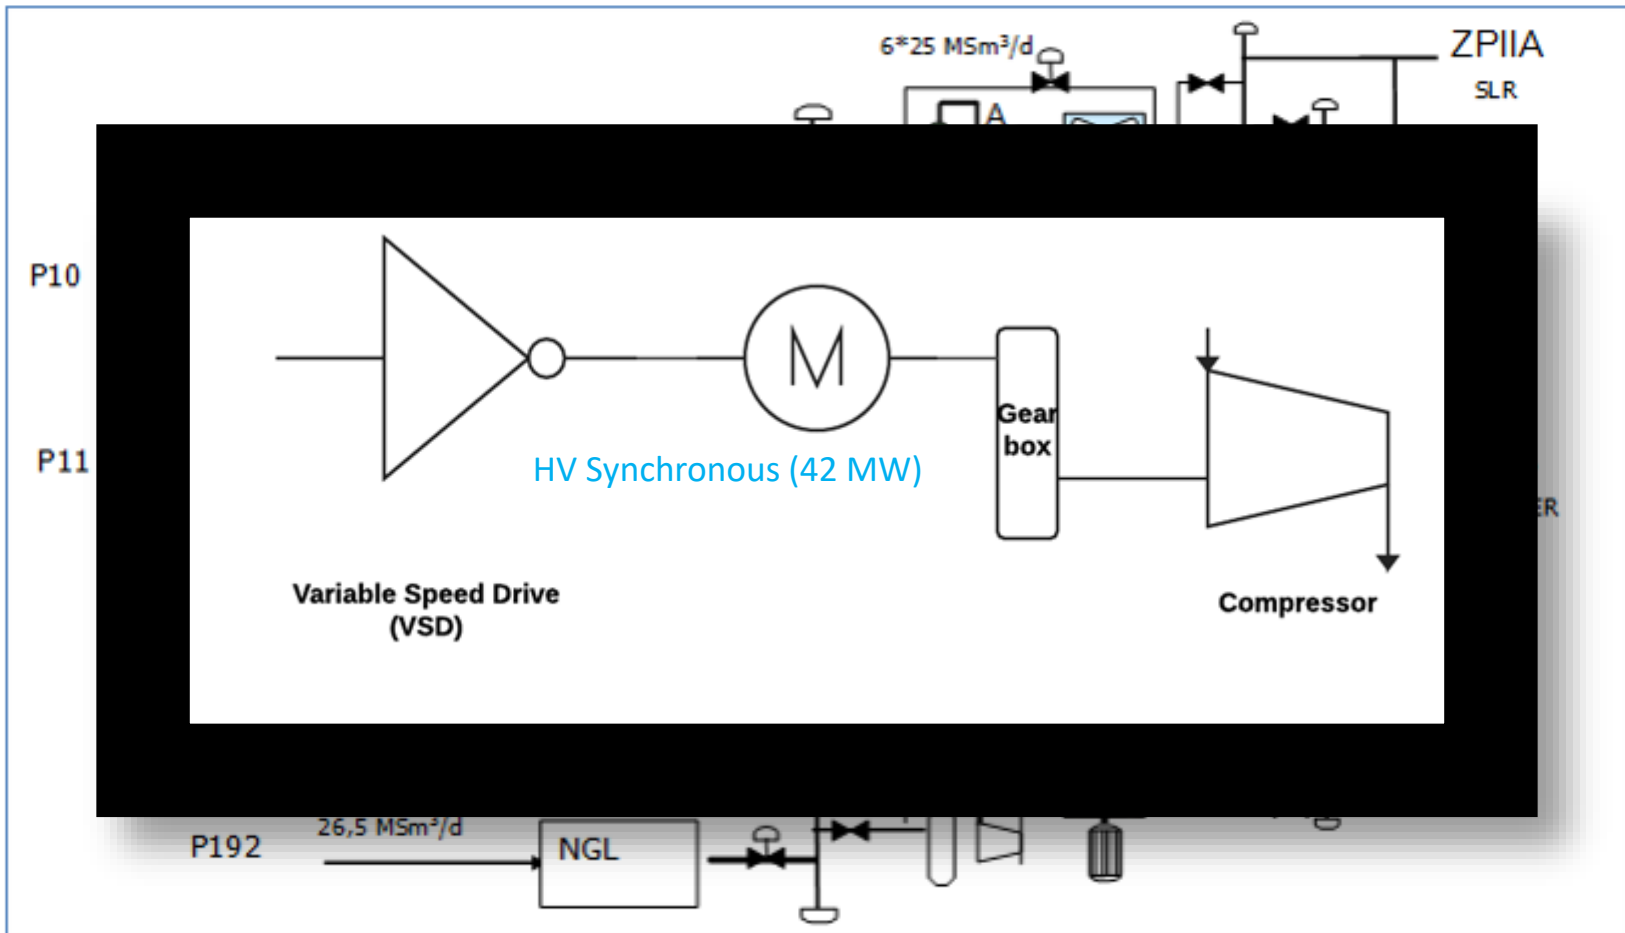 6*25 MSm³/d
ZPIIA
SLR
A
P10
M
Gear
box
P11
HV Synchronous (42 MW)
ER
Variable Speed Drive
(VSD)
Compressor
26,5 MSm³/d
P192
NGL